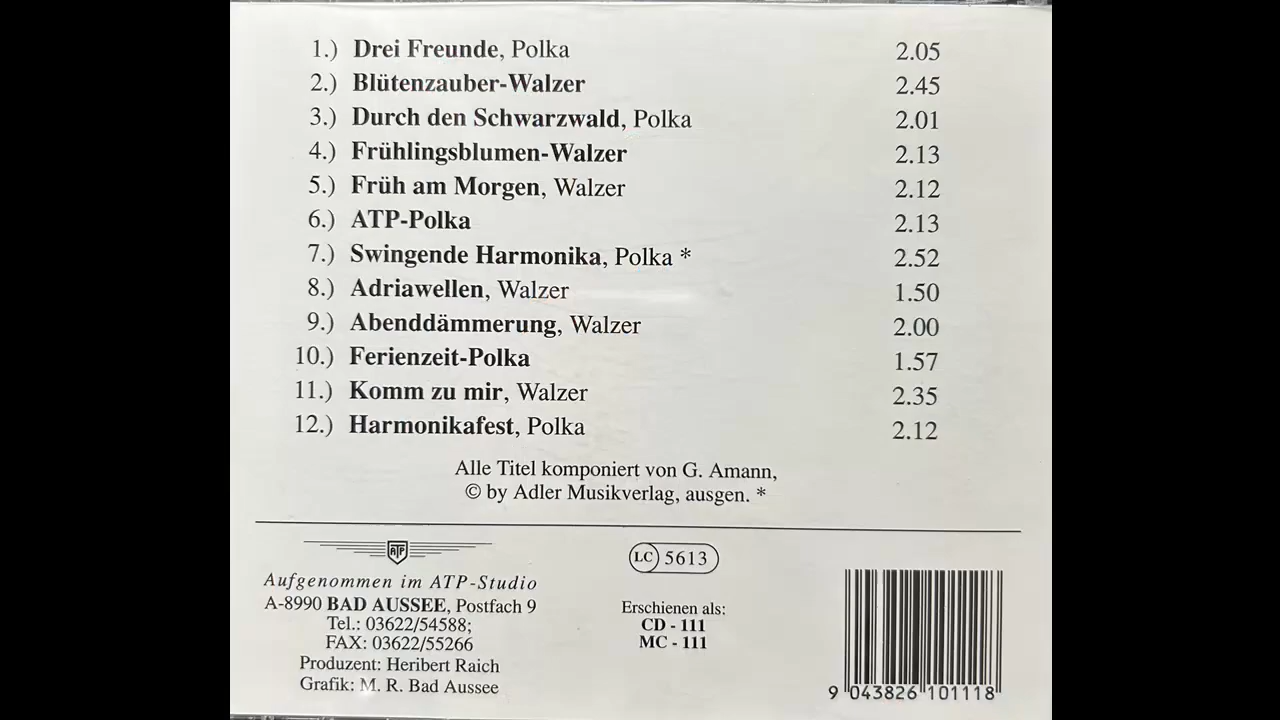 1.) Drei Freunde, Polka 2.05
2.) Blütenzauber-Walzer 2.45
3.) Durch den Schwarzwald, Polka 2.01
4.) Frühlingsblumen-Walzer 2.13
5.) Früh am Morgen, Walzer 2.12
6.) ATP-Polka 2.13
7.) Swingende Harmonika, Polka * 2.52
8.) Adriawellen, Walzer 1.50
9.) Abenddämmerung, Walzer 2.00
10.) Ferienzeit-Polka 1.57
11.) Komm zu mir, Walzer 2.35
12.) Harmonikafest, Polka 2.12
Alle Titel komponiert von G. Amann,
© by Adler Musikverlag, ausgen. *
ATP
Aufgenommen im ATP-Studio
A-8990 BAD AUSSEE, Postfach 9
Tel.: 03622/54588;
FAX: 03622/55266
Produzent: Heribert Raich
Grafik: M. R. Bad Aussee
LC 5613
Erschienen als:
CD - 111
MC - 111
9 043826 101118